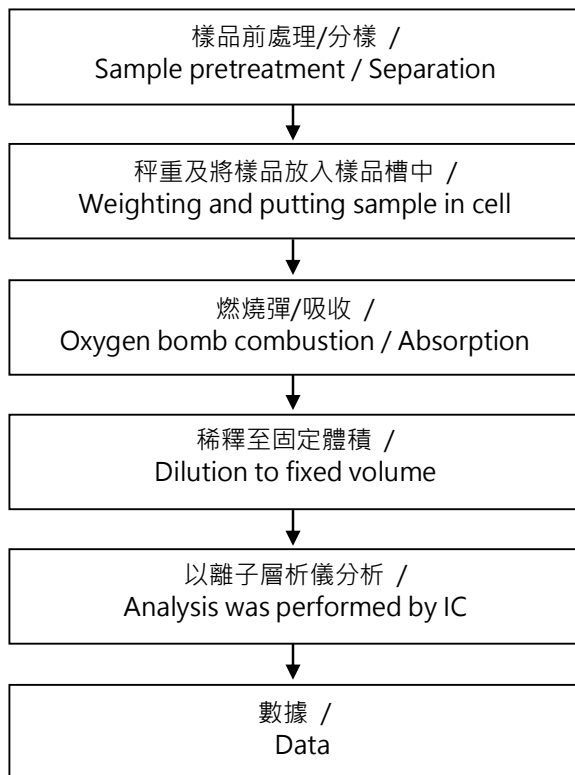 樣品前處理/分樣 /
Sample pretreatment / Separation
秤重及將樣品放入樣品槽中 /
Weighting and putting sample in cell
燃燒彈/吸收 /
Oxygen bomb combustion / Absorption
稀釋至固定體積 /
Dilution to fixed volume
以離子層析儀分析 /
Analysis was performed by IC
數據 /
Data